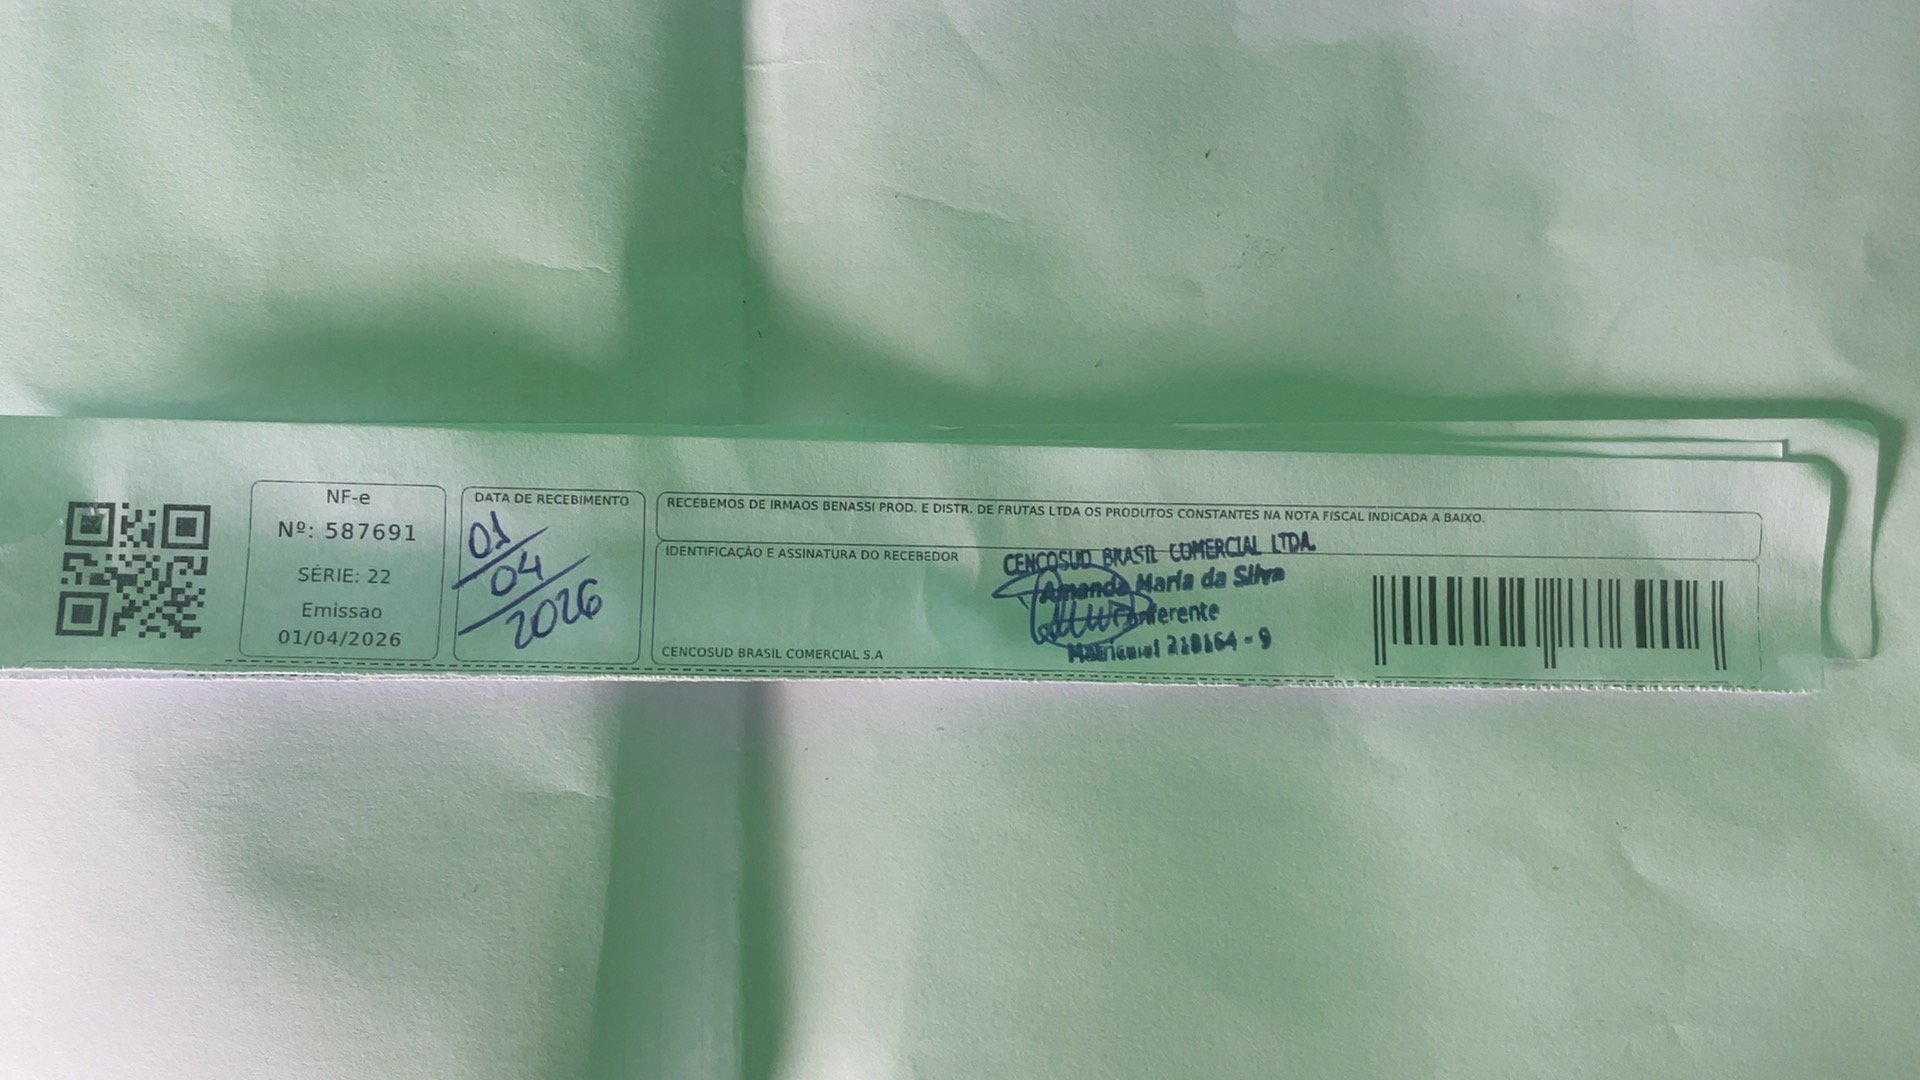 NF-e
Nº: 587691
SÉRIE: 22
Emissao
01/04/2026
DATA DE RECEBIMENTO
01/04/2026
RECEBEMOS DE IRMAOS BENASSI PROD. E DISTR. DE FRUTAS LTDA OS PRODUTOS CONSTANTES NA NOTA FISCAL INDICADA A BAIXO.
IDENTIFICAÇÃO E ASSINATURA DO RECEBEDOR
CENCOSUD BRASIL COMERCIAL LTDA.
Amanda Maria da Silva
Conferente
218164-9
CENCOSUD BRASIL COMERCIAL S.A